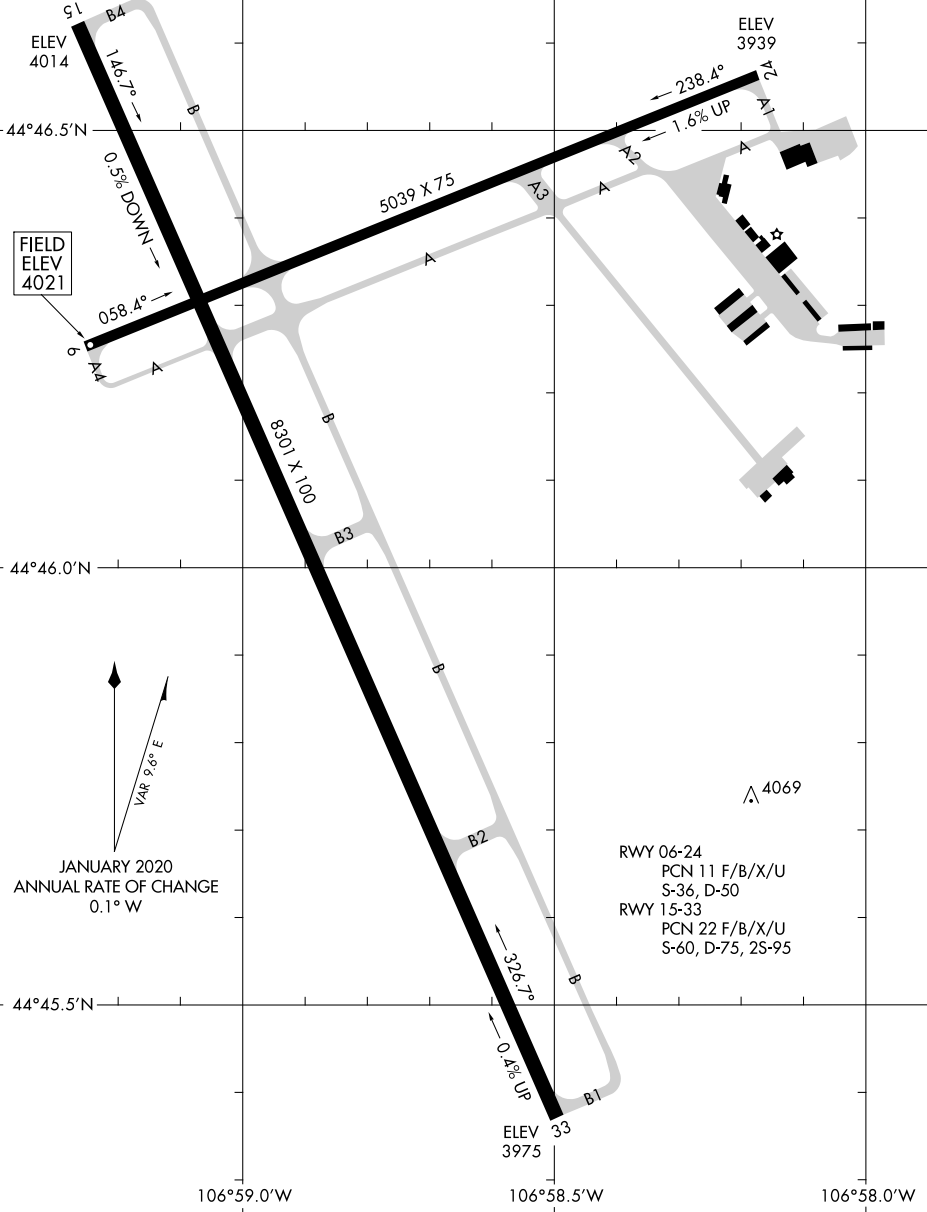 15
B4
ELEV
4014
146.7°
B
ELEV
3939
24
238.4°
1.6% UP
A1
44°46.5'N
A2
A
0.5% DOWN
A3
A
5039 X 75
A
FIELD
ELEV
4021
058.4°
6
A4
A
B
8301 X 100
B3
44°46.0'N
B
VAR 9.6° E
JANUARY 2020
ANNUAL RATE OF CHANGE
0.1° W
4069
B2
RWY 06-24
PCN 11 F/B/X/U
S-36, D-50
RWY 15-33
PCN 22 F/B/X/U
S-60, D-75, 2S-95
326.7°
B
44°45.5'N
0.4% UP
B1
ELEV
3975
33
106°59.0'W
106°58.5'W
106°58.0'W